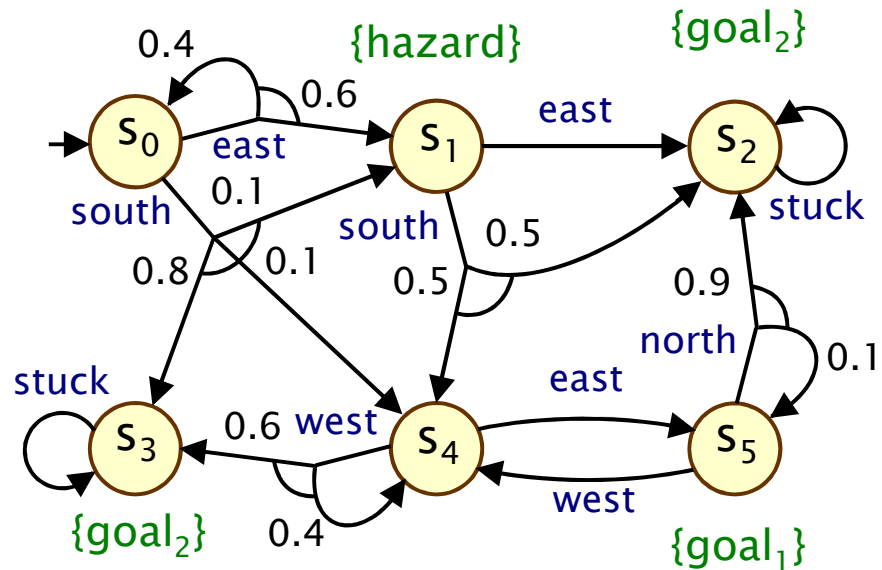 0.4
{hazard}
{goal₂}
0.6
s₀
east
s₁
east
s₂
stuck
south
0.1
south
0.5
0.8
0.1
0.5
0.9
north
0.1
stuck
east
s₃
0.6
west
s₄
s₅
west
{goal₂}
0.4
{goal₁}